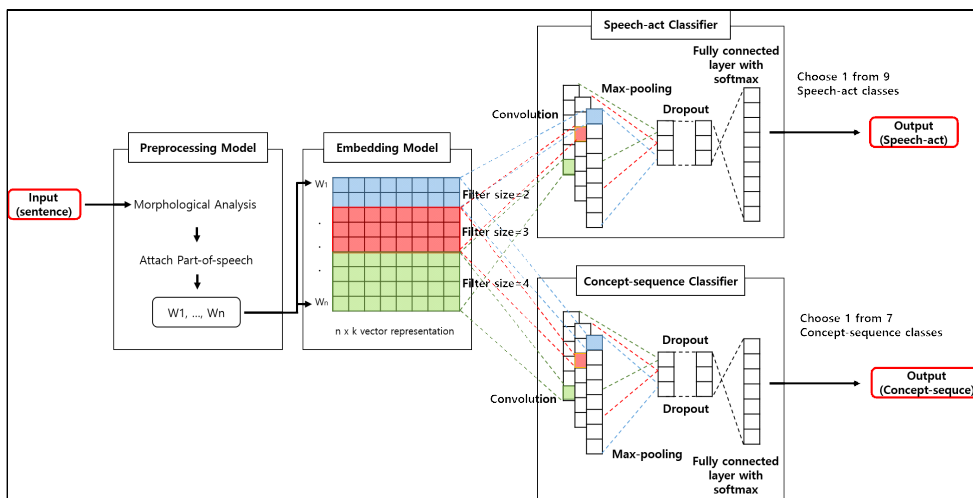 Input
(sentence)
Preprocessing Model
Morphological Analysis
Attach Part-of-speech
W1, …, Wn
Embedding Model
W1
.
.
.
.
Wn
n x k vector representation
Filter size=2
Filter size=3
Filter size=4
Speech-act Classifier
Convolution
Max-pooling
Dropout
Fully connected
layer with
softmax
Choose 1 from 9
Speech-act classes
Output
(Speech-act)
Concept-sequence Classifier
Convolution
Max-pooling
Dropout
Dropout
Fully connected
layer with
softmax
Choose 1 from 7
Concept-sequence classes
Output
(Concept-sequce)